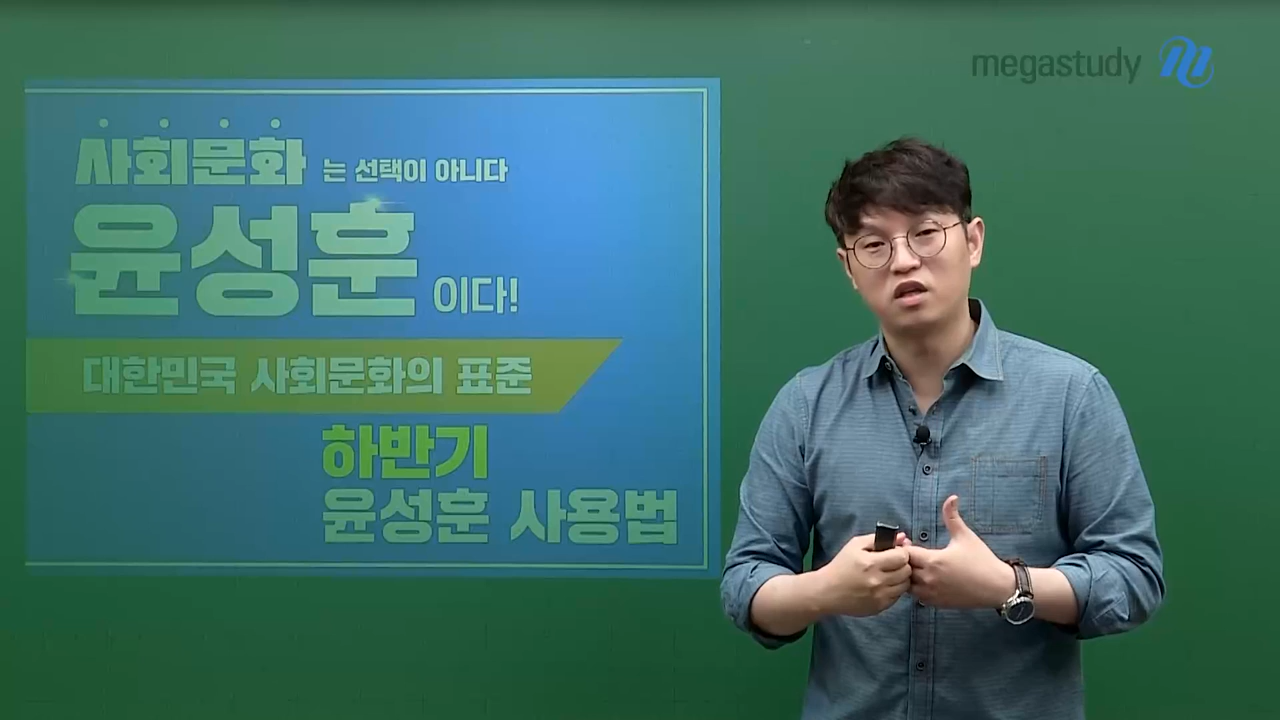 megastudy
사회문화는 선택이 아니다
윤성훈이다!
대한민국 사회문화의 표준
하반기
윤성훈 사용법